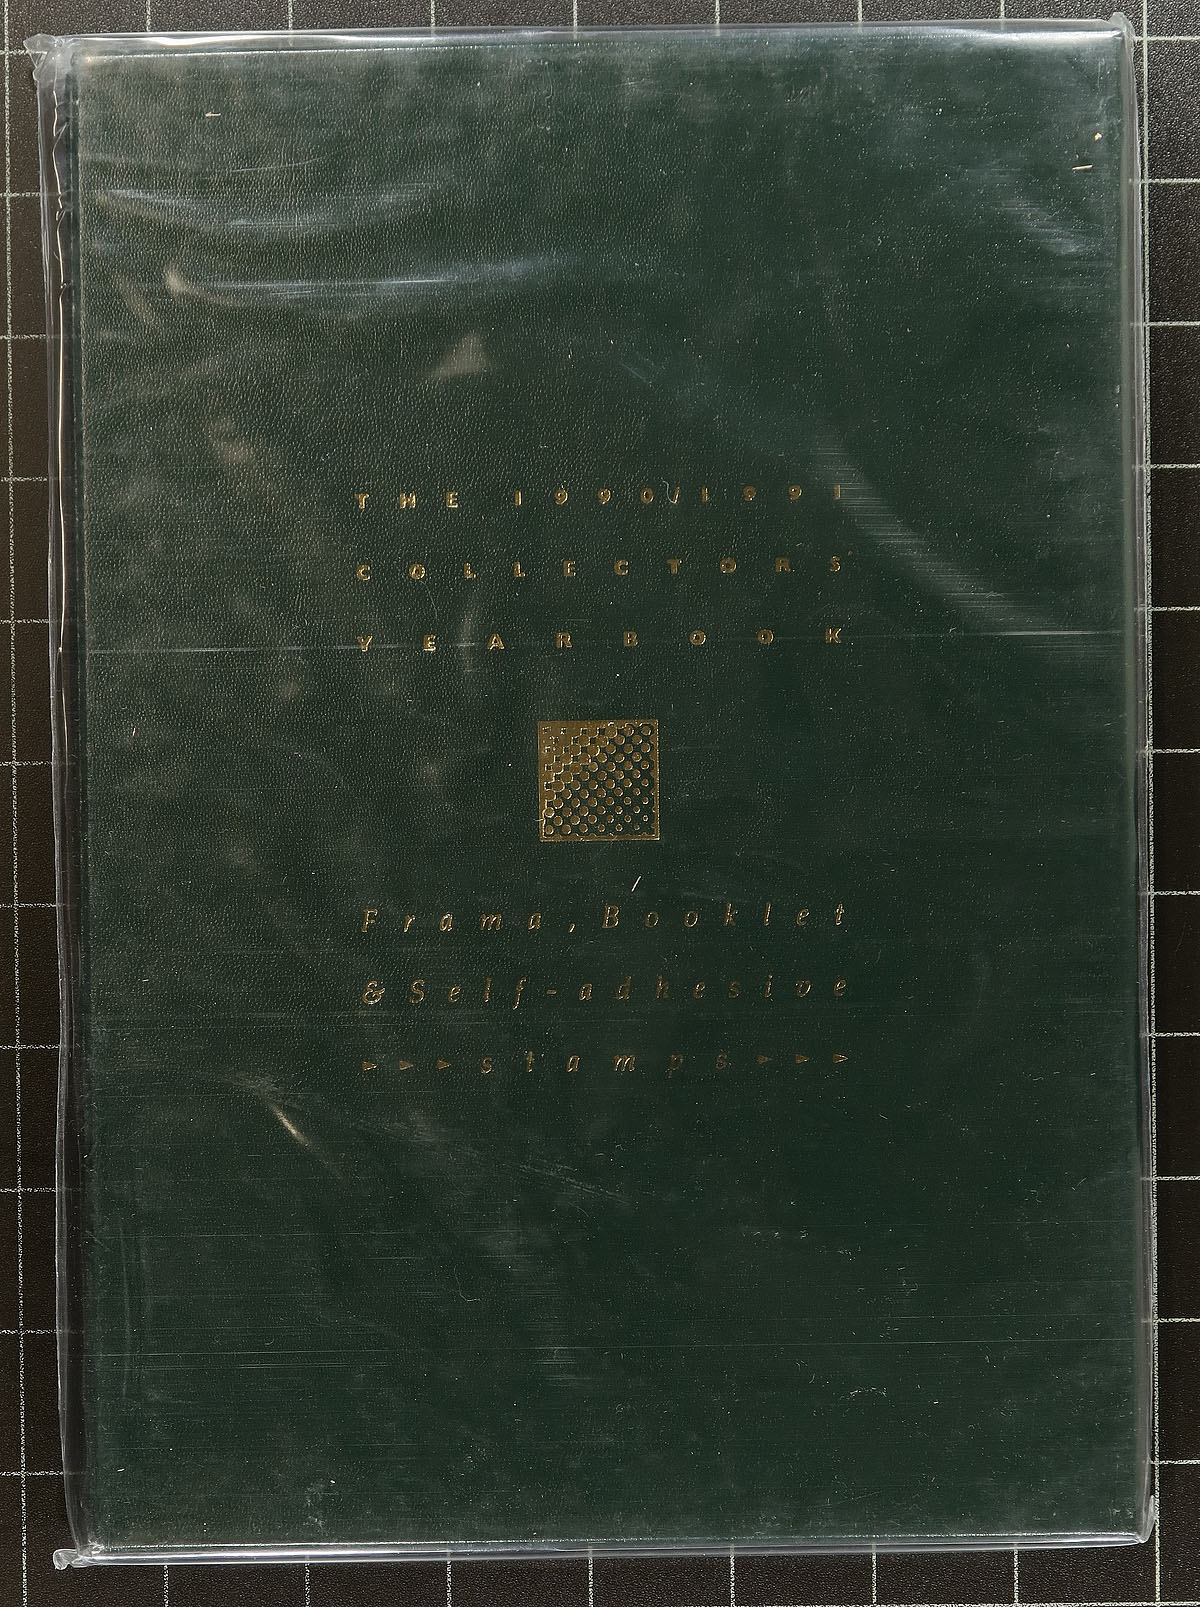 THE 1990/1991
COLLECTORS'
YEARBOOK
Frama, Booklet
& Self-adhesive
►►►stamps►►►